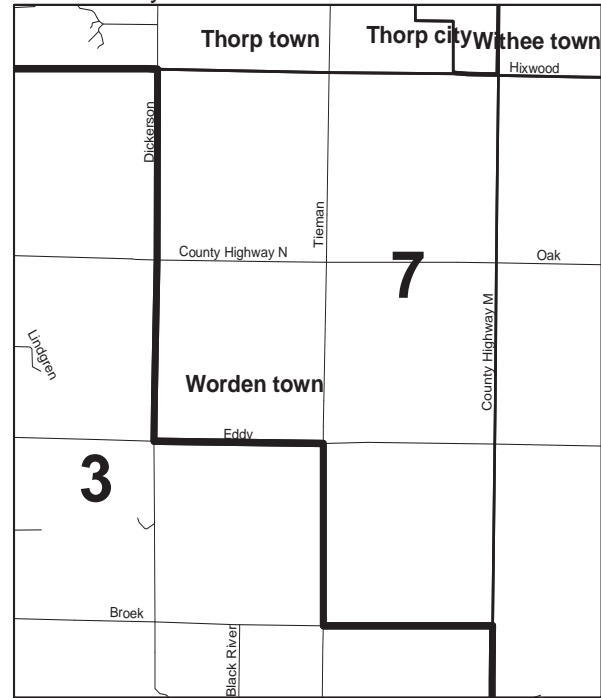 Thorp town
Thorp city
Withee town
Hixwood
Dickerson
Tieman
County Highway N
7
Oak
County Highway M
Lindgren
Worden town
Eddy
3
Broek
Black River